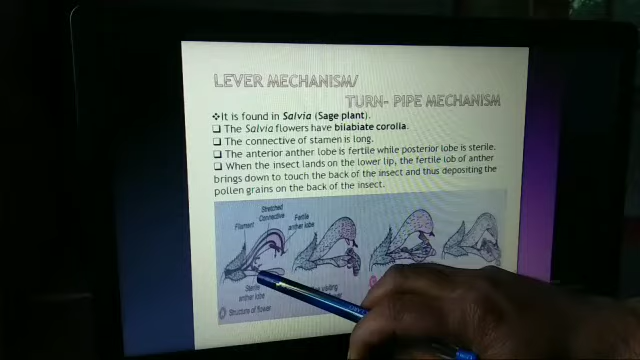 LEVER MECHANISM/
TURN- PIPE MECHANISM
❖It is found in Salvia (Sage plant).
❑ The Salvia flowers have bilabiate corolla.
❑ The connective of stamen is long.
❑ The anterior anther lobe is fertile while posterior lobe is sterile.
❑ When the insect lands on the lower lip, the fertile lob of anther
brings down to touch the back of the insect and thus depositing the
pollen grains on the back of the insect.
Stretched
Connective
Filament
Fertile
anther lobe
Sterile
anther lobe
visiting
Structure of flower